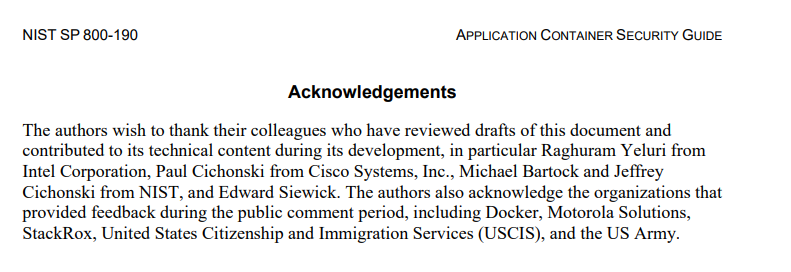 NIST SP 800-190 APPLICATION CONTAINER SECURITY GUIDE
Acknowledgements
The authors wish to thank their colleagues who have reviewed drafts of this document and
contributed to its technical content during its development, in particular Raghuram Yeluri from
Intel Corporation, Paul Cichonski from Cisco Systems, Inc., Michael Bartock and Jeffrey
Cichonski from NIST, and Edward Siewick. The authors also acknowledge the organizations that
provided feedback during the public comment period, including Docker, Motorola Solutions,
StackRox, United States Citizenship and Immigration Services (USCIS), and the US Army.